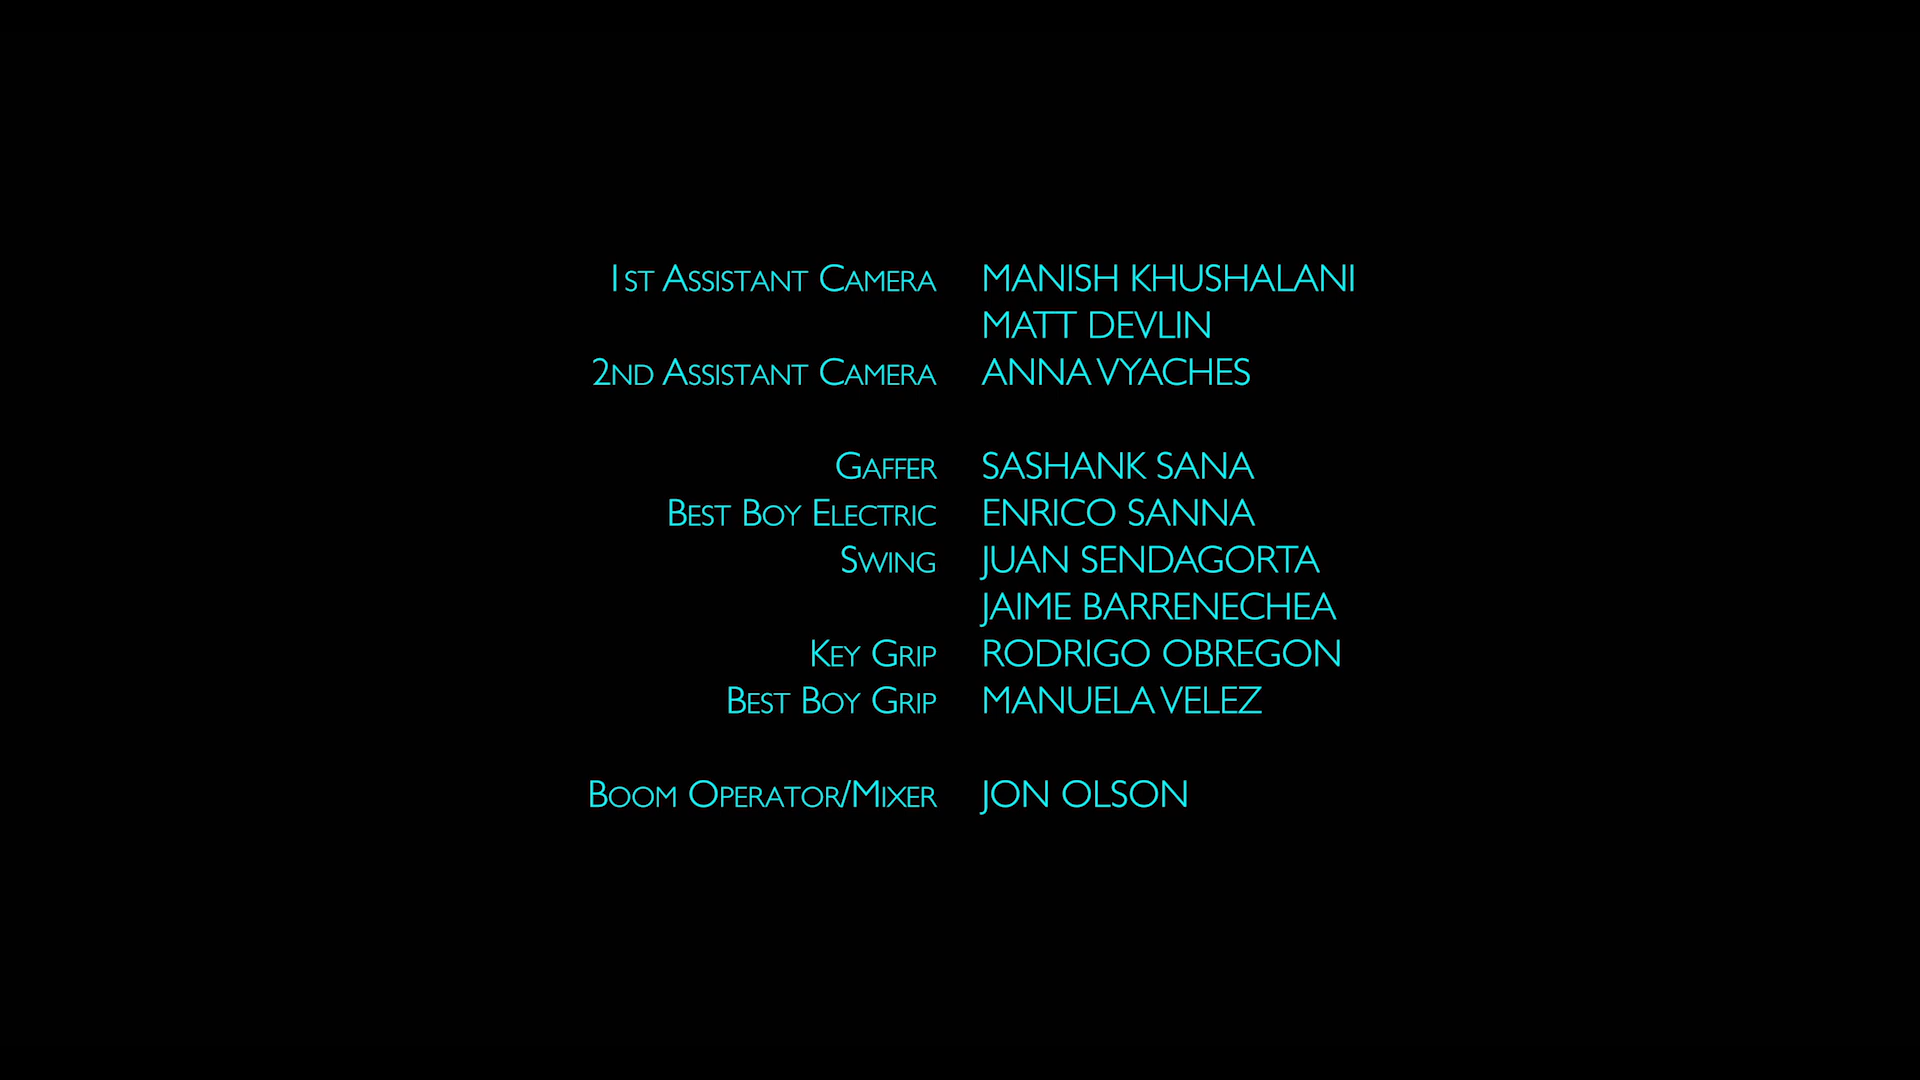 1st Assistant Camera MANISH KHUSHALANI
MATT DEVLIN
2nd Assistant Camera ANNA VYACHES
Gaffer SASHANK SANA
Best Boy Electric ENRICO SANNA
Swing JUAN SENDAGORTA
JAIME BARRENECHEA
Key Grip RODRIGO OBREGON
Best Boy Grip MANUELA VELEZ
Boom Operator/Mixer JON OLSON